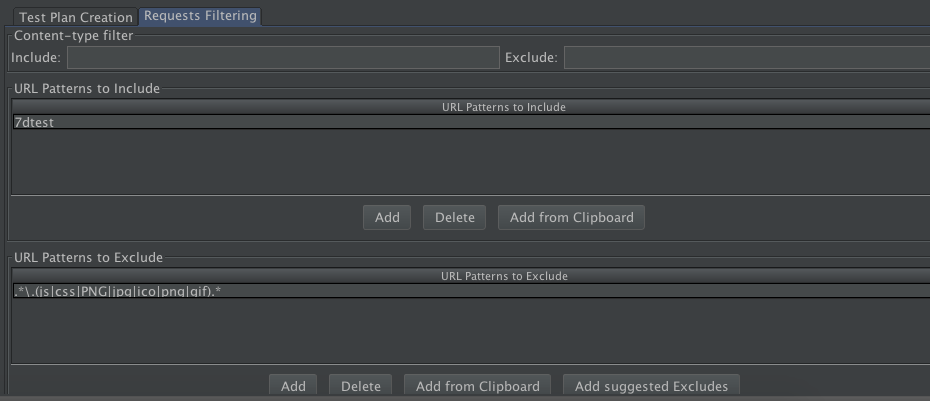 Test Plan Creation Requests Filtering
Content-type filter
Include: Exclude:
URL Patterns to Include
URL Patterns to Include
7dtest
Add Delete Add from Clipboard
URL Patterns to Exclude
URL Patterns to Exclude
.*\.(js|css|PNG|jpg|ico|png|gif).*
Add Delete Add from Clipboard Add suggested Excludes